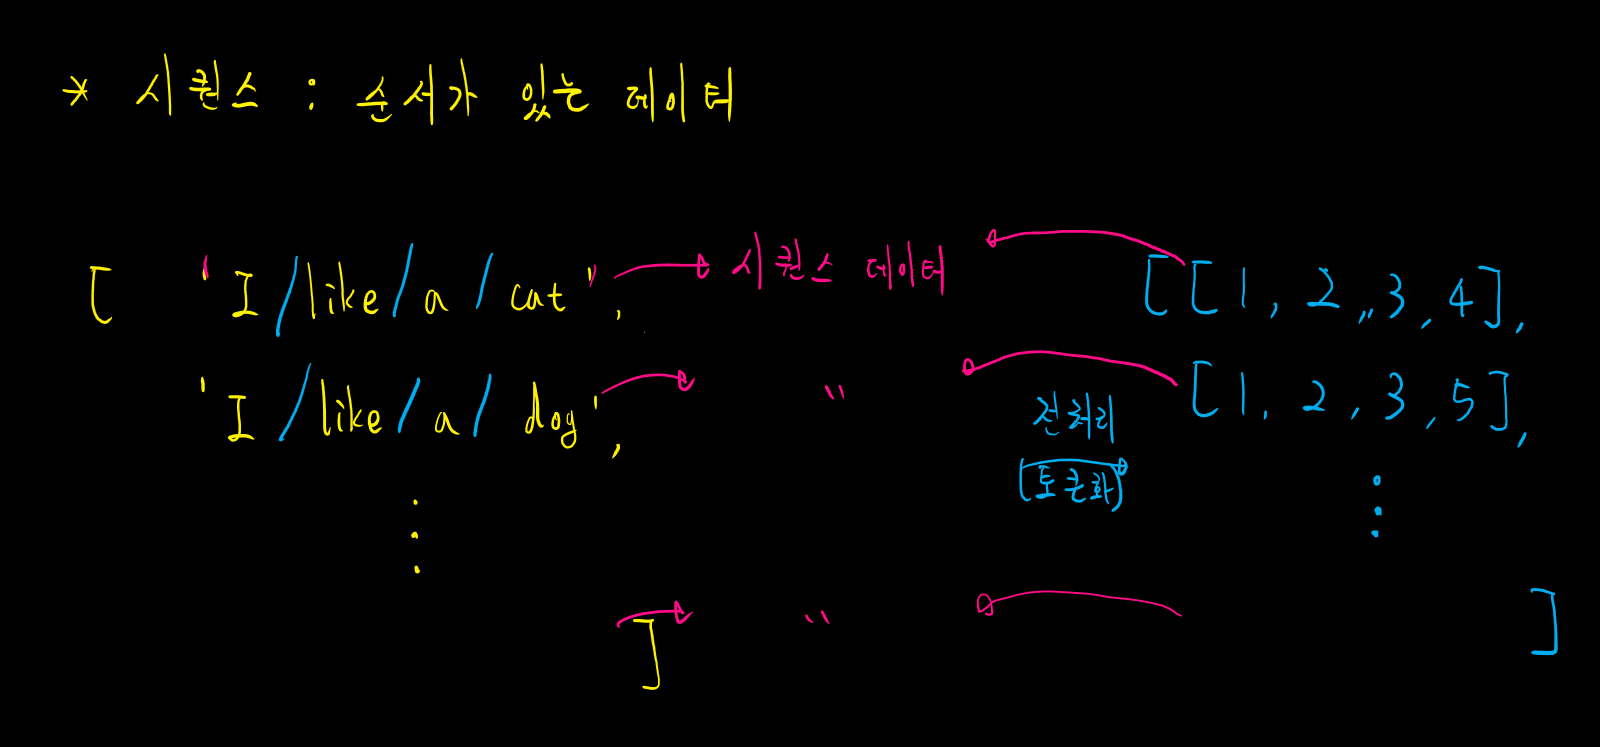 * 시퀀스 : 순서가 있는 데이터
[ "I/like/a/cat", 시퀀스 데이터 [[1, 2,, 3, 4],
'I/like/a/dog', " [1, 2, 3, 5],
전처리
(토큰화)
⋮ ⋮
] " ]